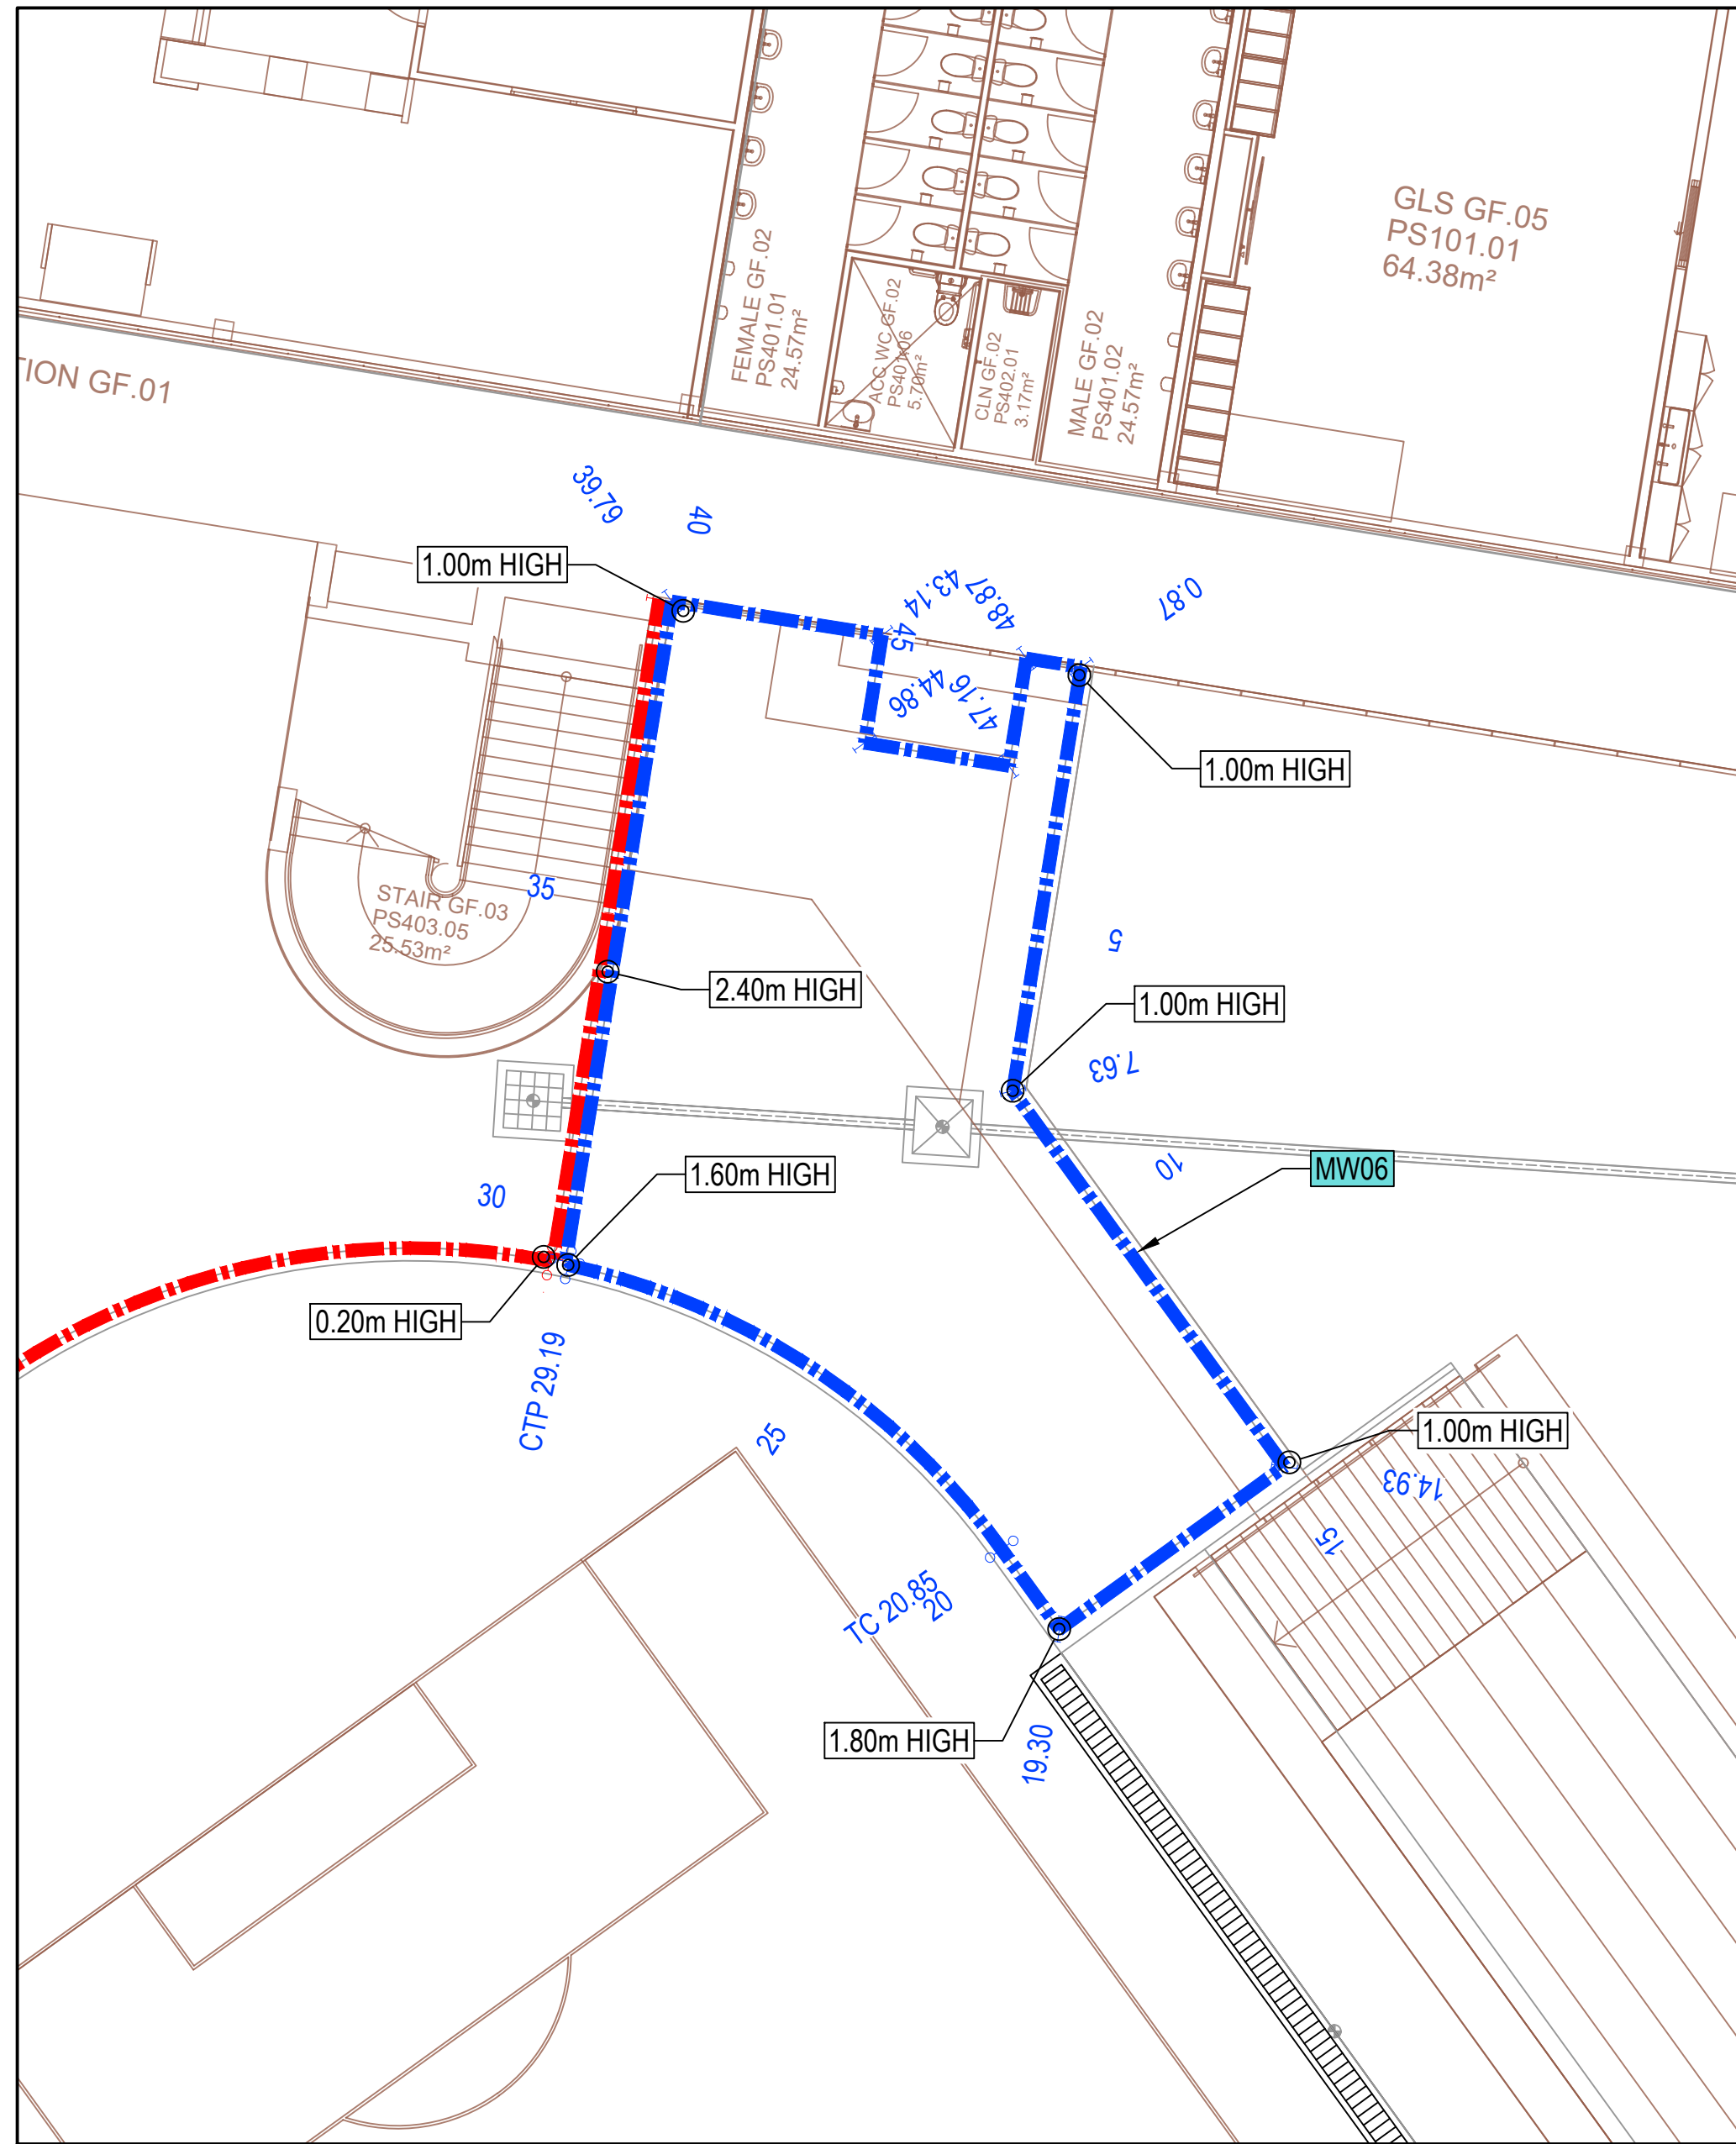 GLS GF.05
PS101.01
64.38m²
FEMALE GF.02
PS401.01
24.57m²
ACC WC GF.02
PS401.06
5.70m²
CLN GF.02
PS402.01
3.17m²
MALE GF.02
PS401.02
24.57m²
TION GF.01
39.79
40
1.00m HIGH
43.14
48.87
0.87
45
44.86
47.16
1.00m HIGH
35
STAIR GF.03
PS403.05
25.53m²
5
2.40m HIGH
1.00m HIGH
7.63
10
MW06
1.60m HIGH
30
0.20m HIGH
CTP 29.19
25
1.00m HIGH
14.93
15
TC 20.85
20
1.80m HIGH
19.30